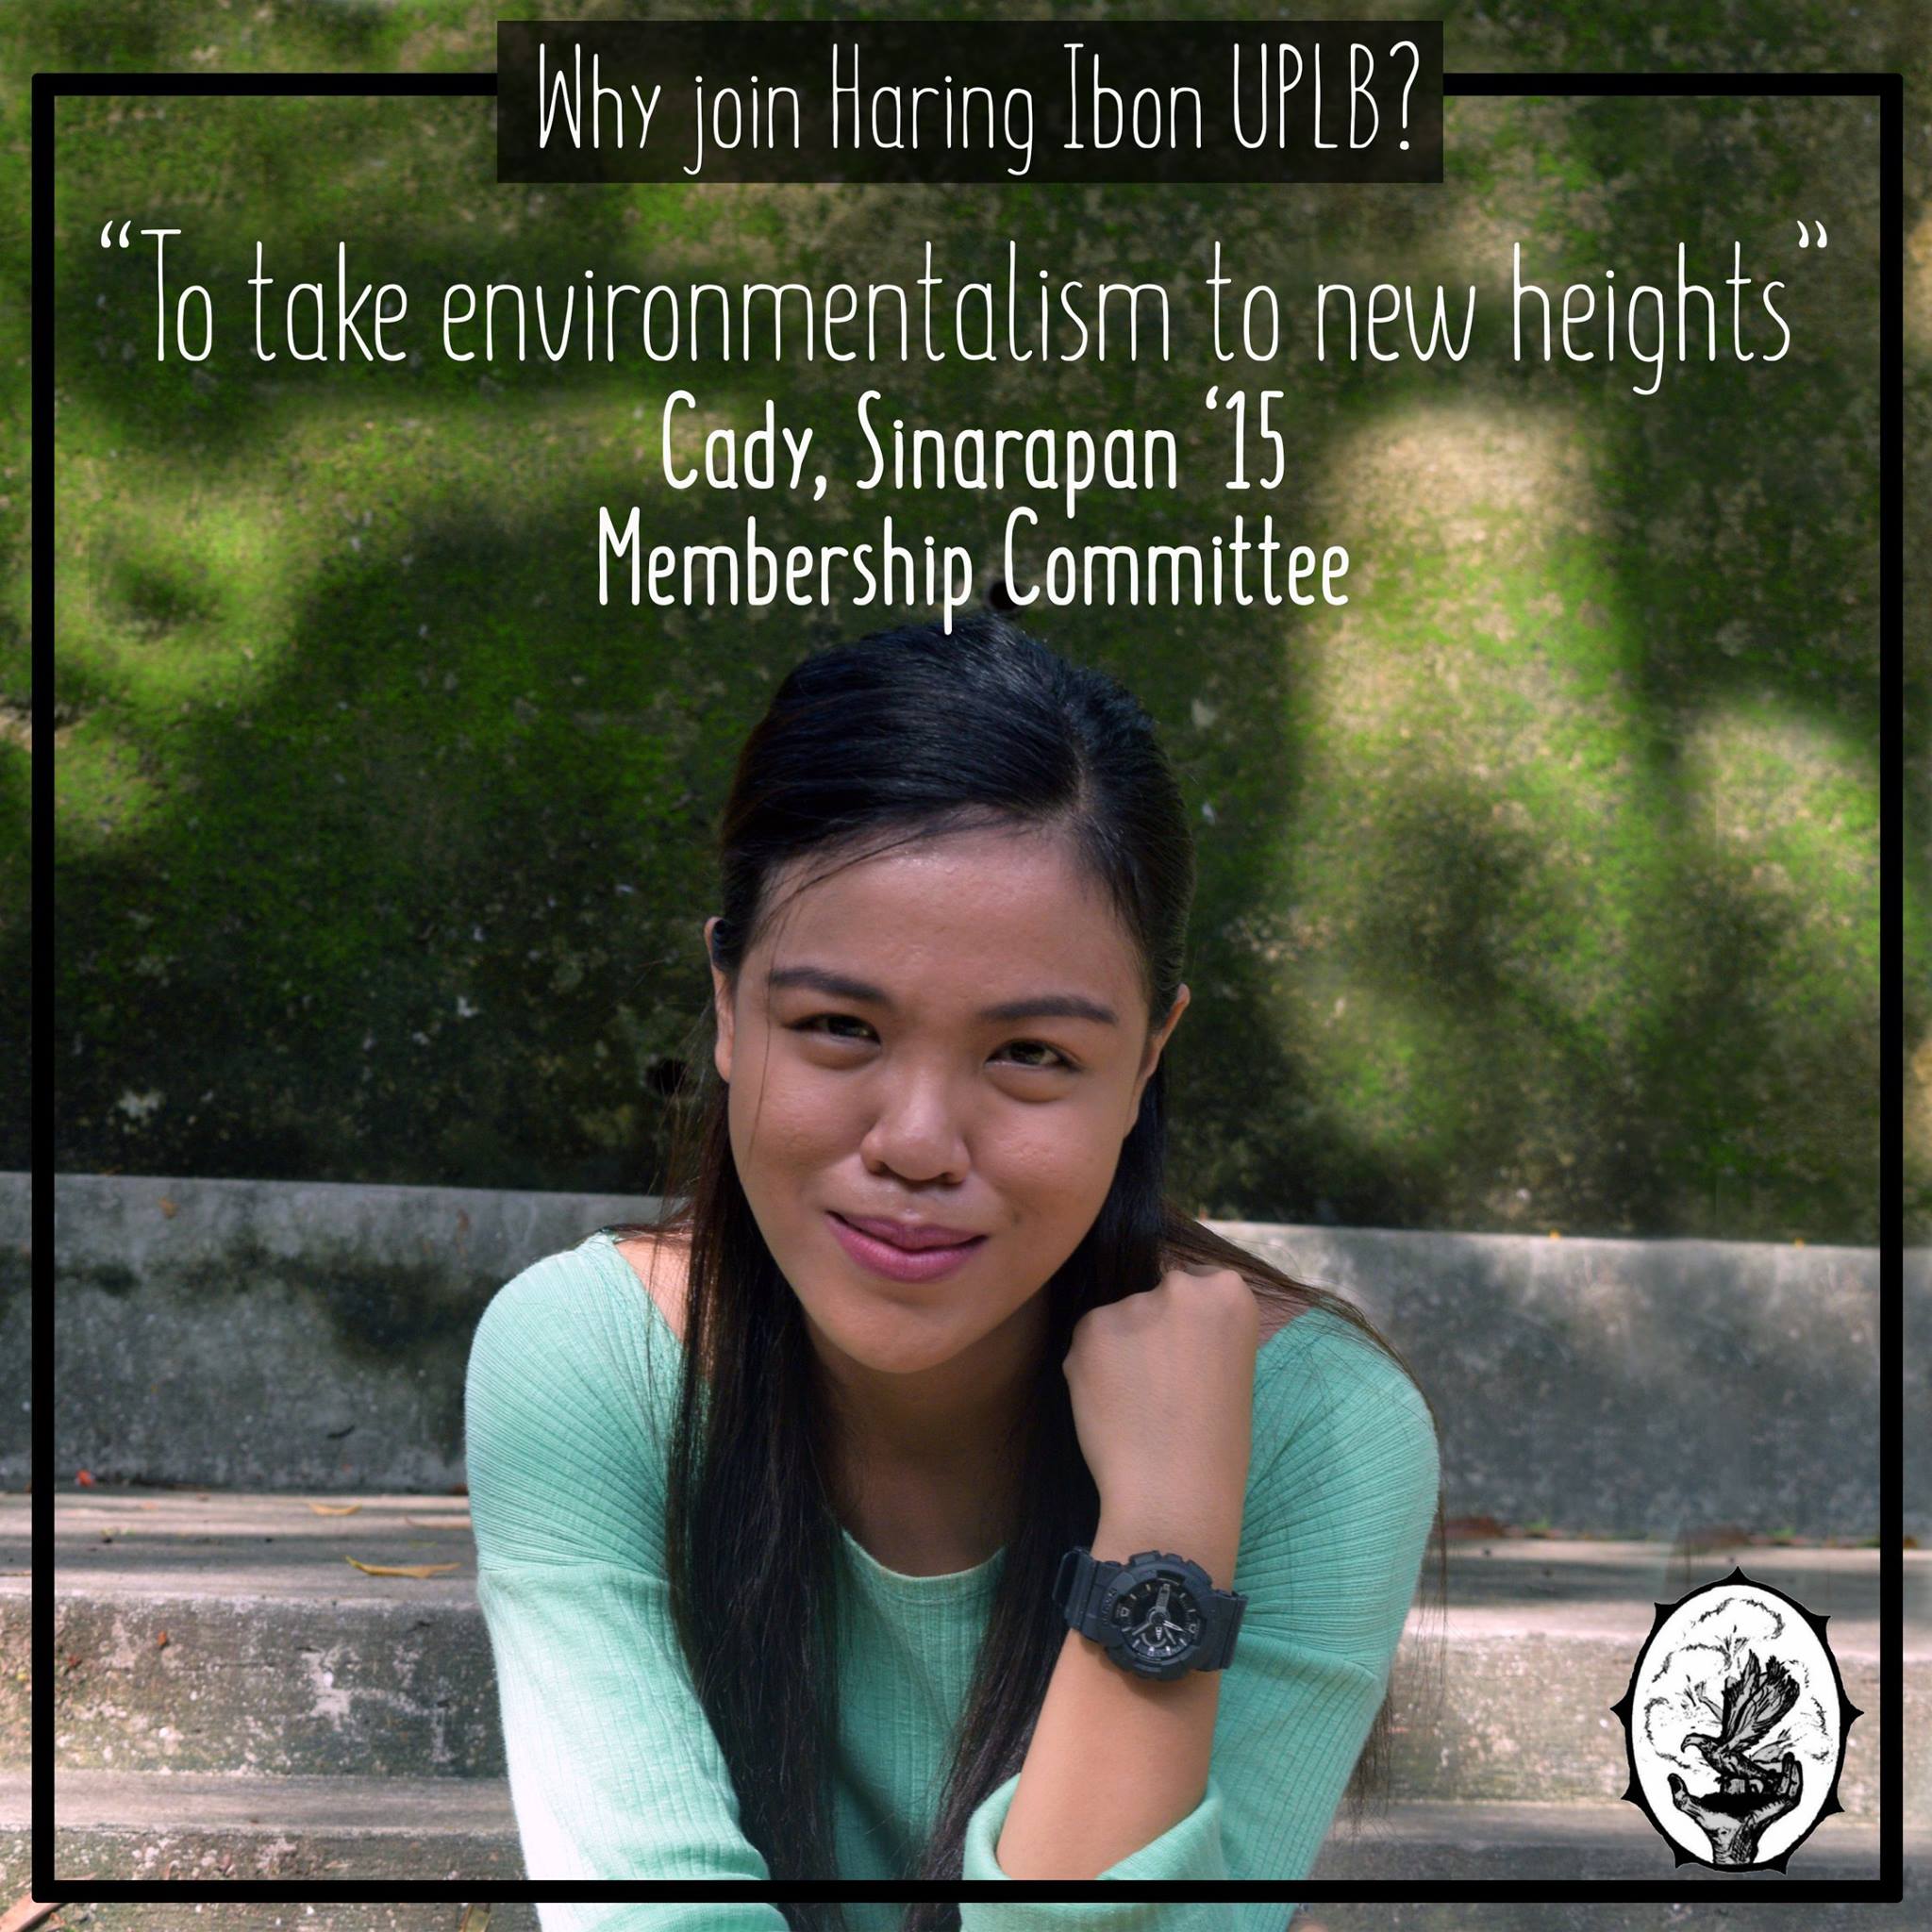 Why join Haring Ibon UPLB?
“To take environmentalism to new heights”
Cady, Sinarapan ‘15
Membership Committee